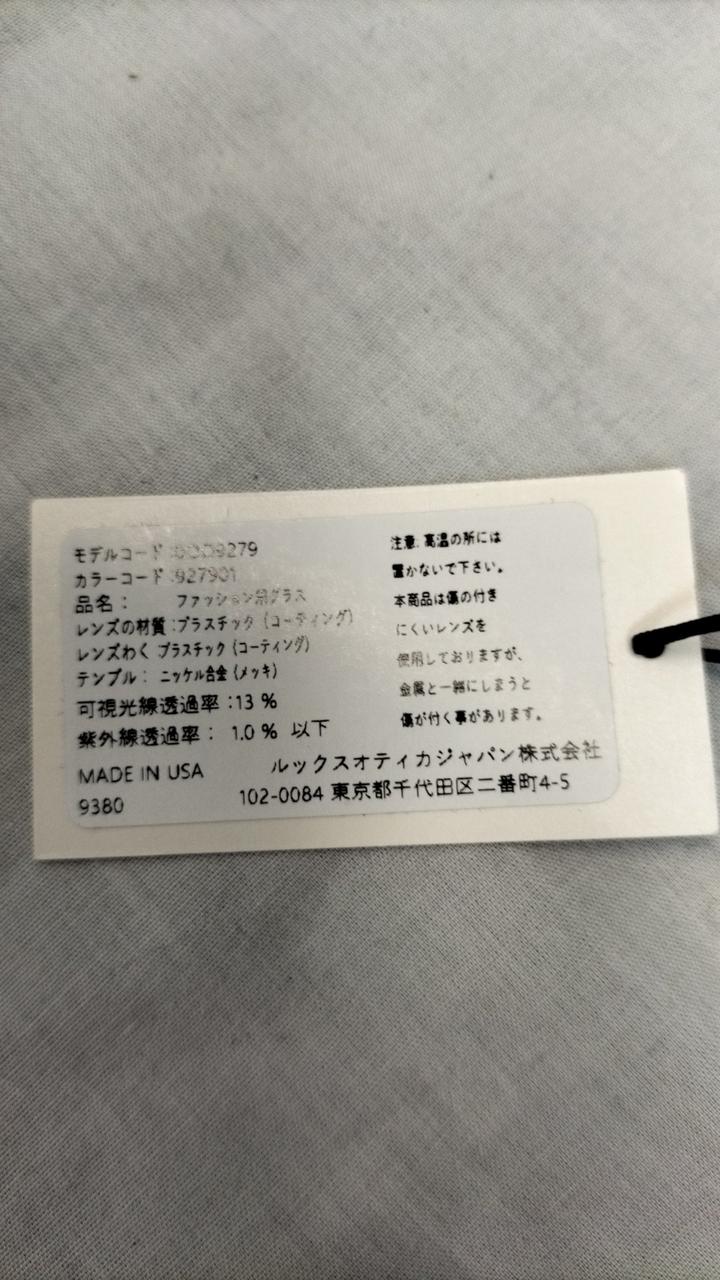 モデルコード :0OO9279
カラーコード :927901
品名： ファッション用グラス
レンズの材質 :プラスチック (コーティング)
レンズわく プラスチック (コーティング)
テンプル： ニッケル合金 (メッキ)
可視光線透過率 :13 %
紫外線透過率： 1.0 % 以下
MADE IN USA
9380
注意. 高温の所には
置かないで下さい。
本商品は傷の付き
にくいレンズを
使用しておりますが、
金属と一緒にしまうと
傷が付く事があります。
ルックスオティカジャパン株式会社
102-0084 東京都千代田区二番町4-5